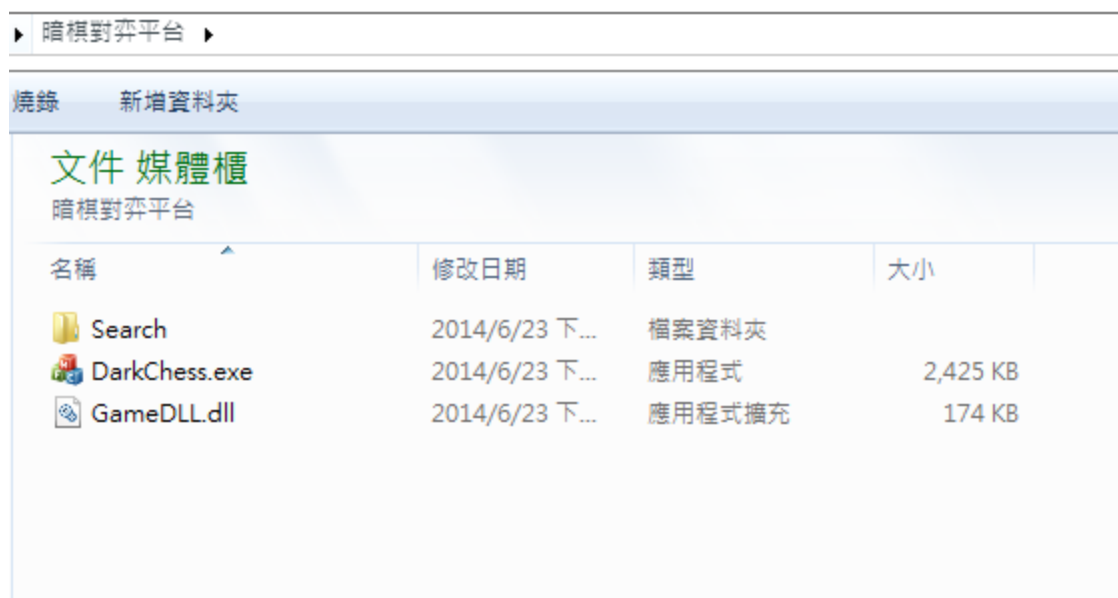 暗棋對弈平台
燒錄 新增資料夾
文件 媒體櫃
暗棋對弈平台
名稱 修改日期 類型 大小
Search 2014/6/23 下... 檔案資料夾
DarkChess.exe 2014/6/23 下... 應用程式 2,425 KB
GameDLL.dll 2014/6/23 下... 應用程式擴充 174 KB